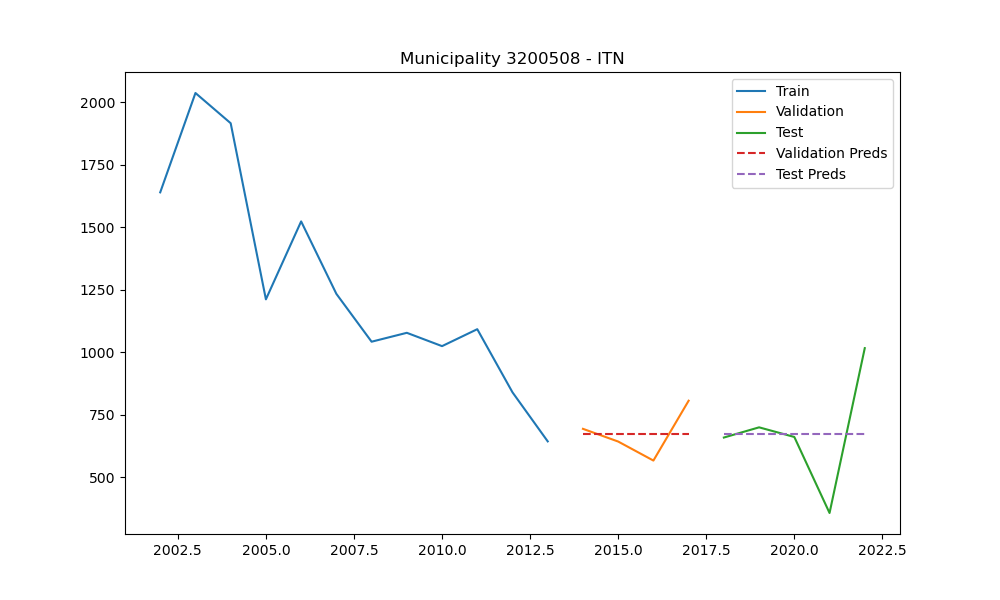 Municipality 3200508 - ITN
Train
Validation
Test
Validation Preds
Test Preds
2000
1750
1500
1250
1000
750
500
2002.5 2005.0 2007.5 2010.0 2012.5 2015.0 2017.5 2020.0 2022.5